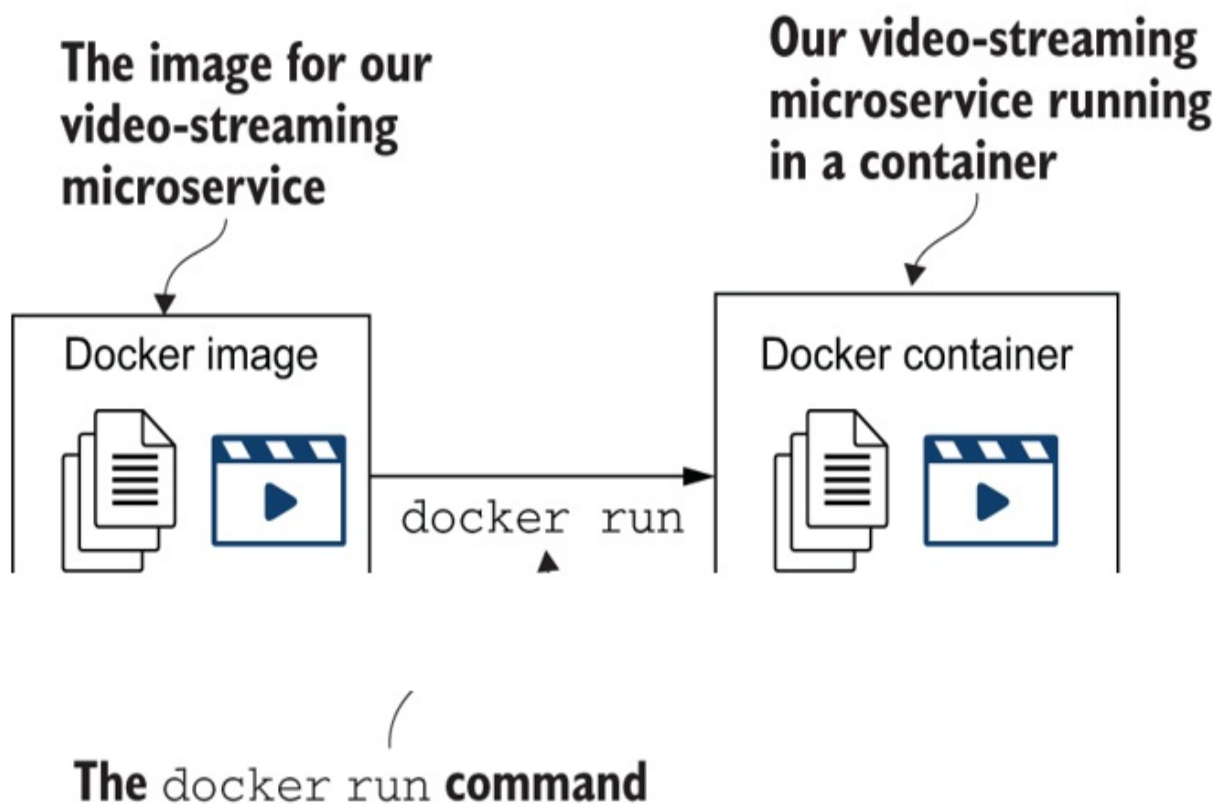 The image for our
video-streaming
microservice
Our video-streaming
microservice running
in a container
Docker image
Docker container
docker run
The docker run command